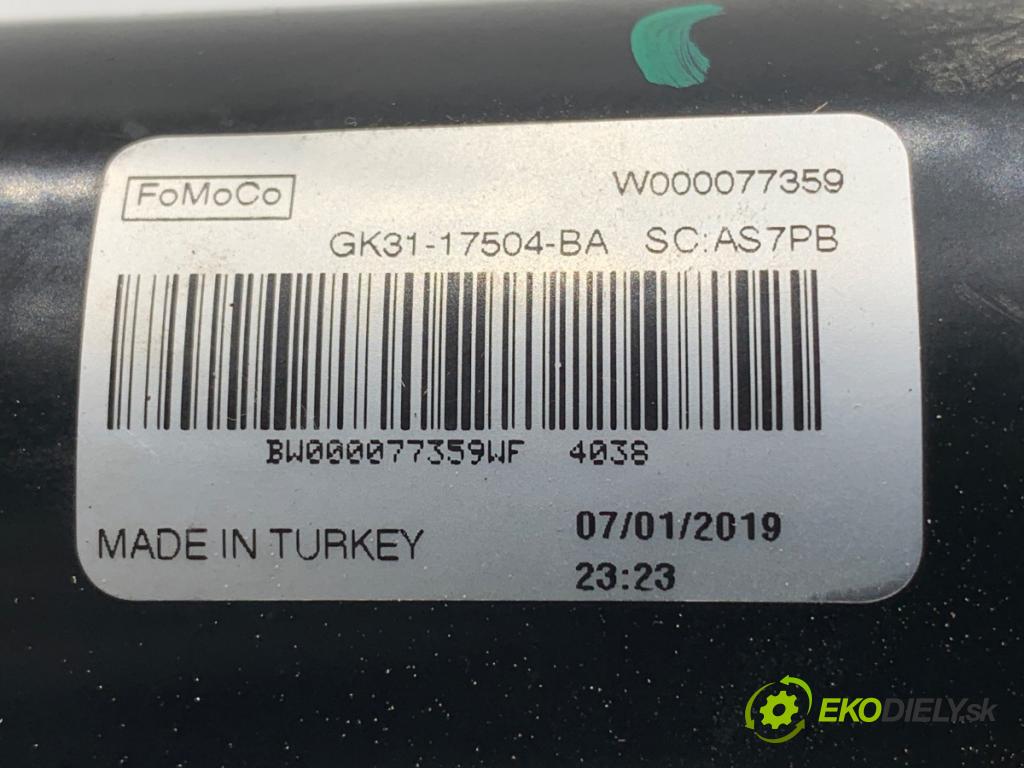 FoMoCo W000077359
GK31-17504-BA SC:AS7PB
BW000077359WF 4038
MADE IN TURKEY 07/01/2019
23:23
EKODIELY.sk